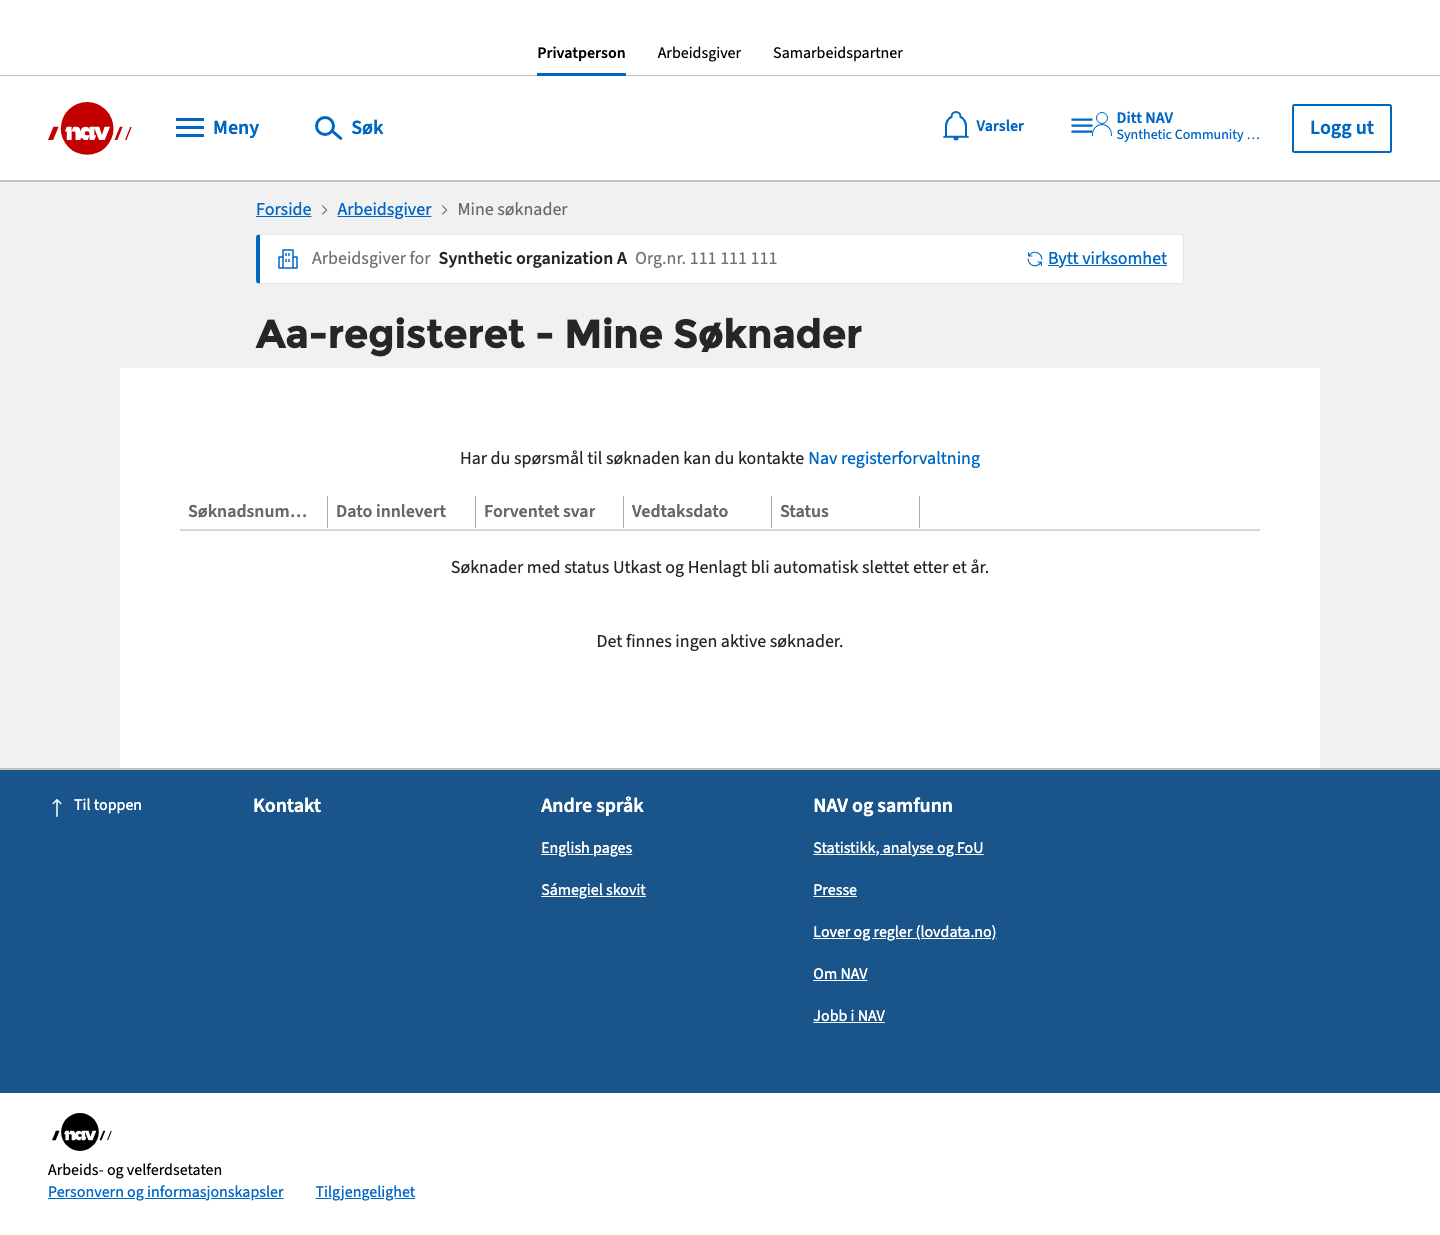 Privatperson Arbeidsgiver Samarbeidspartner
nav Meny Søk Varsler Ditt NAV Logg ut
Synthetic Community …
Forside Arbeidsgiver Mine søknader
Arbeidsgiver for Synthetic organization A Org.nr. 111 111 111 Bytt virksomhet
Aa-registeret - Mine Søknader
Har du spørsmål til søknaden kan du kontakte Nav registerforvaltning
Søknadsnum… Dato innlevert Forventet svar Vedtaksdato Status
Søknader med status Utkast og Henlagt bli automatisk slettet etter et år.
Det finnes ingen aktive søknader.
Til toppen
Kontakt
Andre språk
English pages
Sámegiel skovit
NAV og samfunn
Statistikk, analyse og FoU
Presse
Lover og regler (lovdata.no)
Om NAV
Jobb i NAV
nav
Arbeids- og velferdsetaten
Personvern og informasjonskapsler Tilgjengelighet